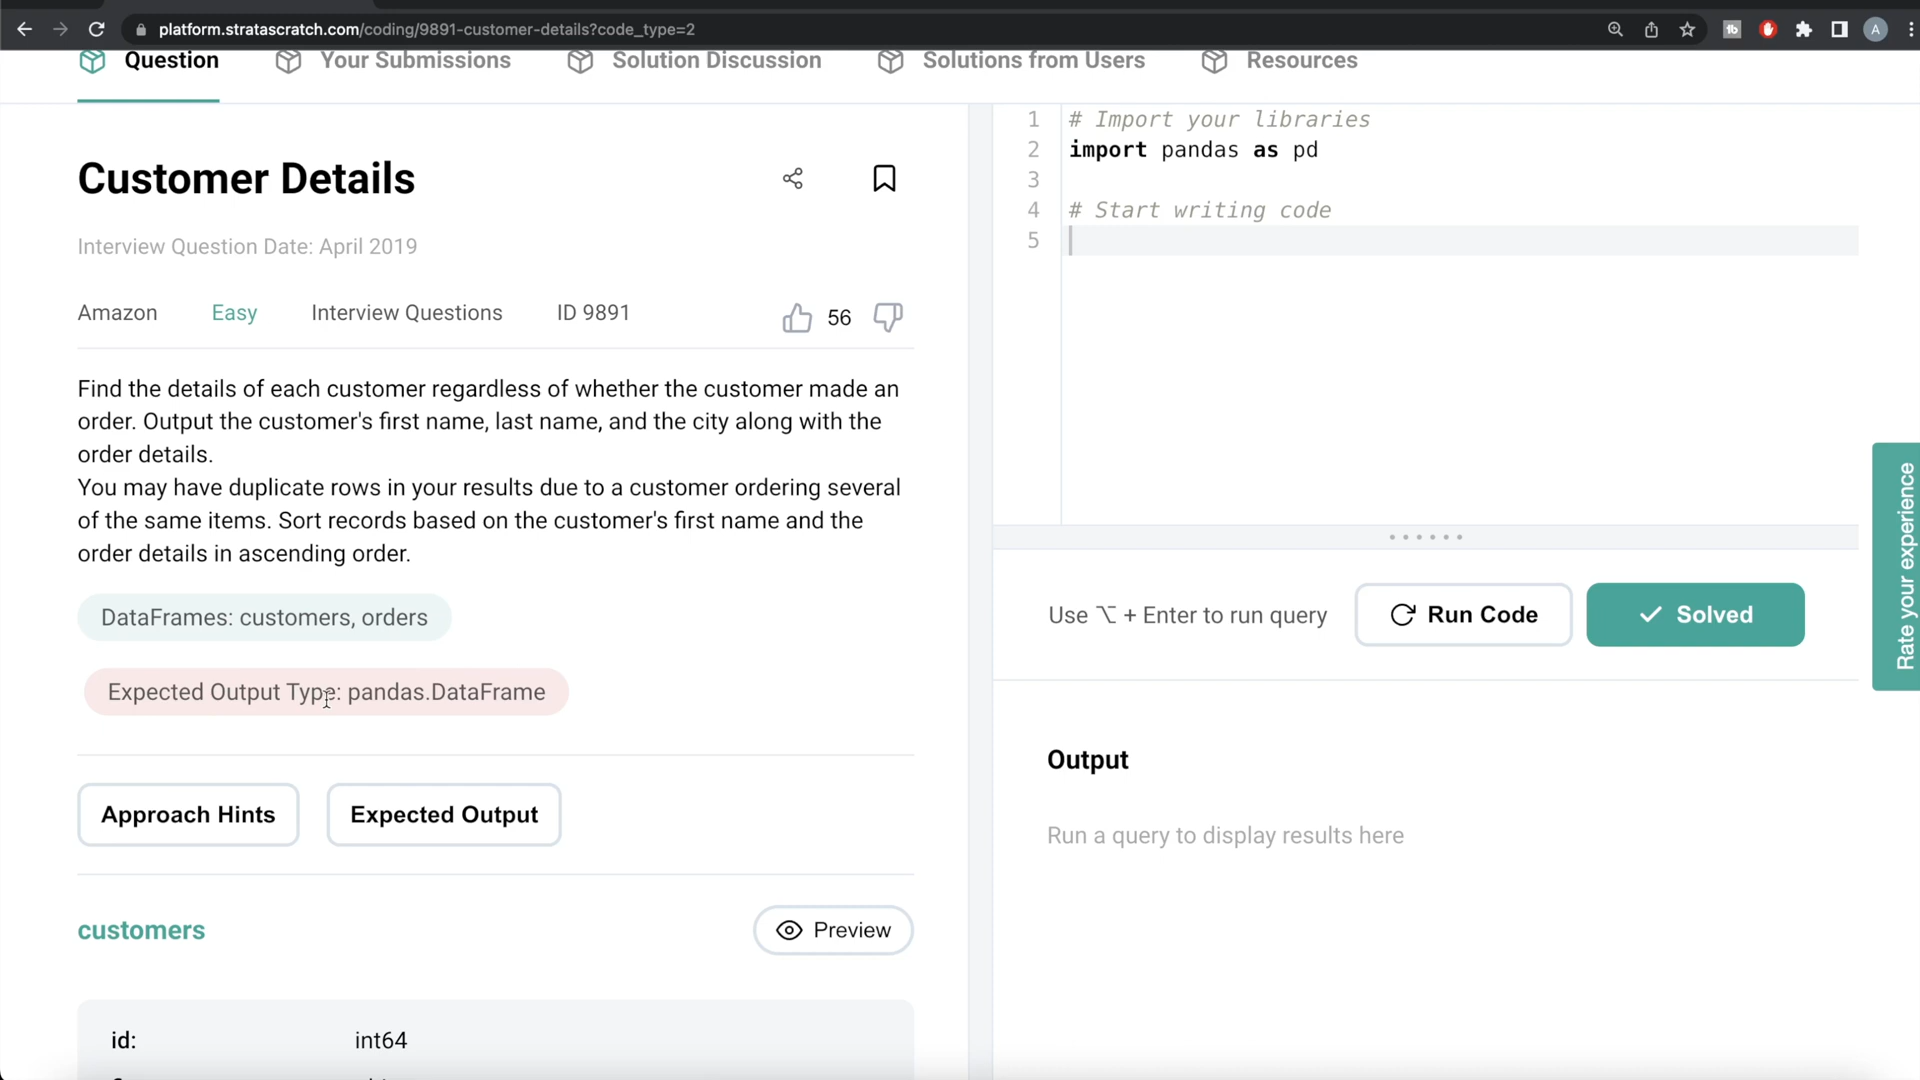 platform.stratascratch.com/coding/9891-customer-details?code_type=2
tb
A
Question
Your Submissions
Solution Discussion
Solutions from Users
Resources
Customer Details
Interview Question Date: April 2019
Amazon
Easy
Interview Questions
ID 9891
56
Find the details of each customer regardless of whether the customer made an
order. Output the customer's first name, last name, and the city along with the
order details.
You may have duplicate rows in your results due to a customer ordering several
of the same items. Sort records based on the customer's first name and the
order details in ascending order.
DataFrames: customers, orders
Expected Output Type: pandas.DataFrame
Approach Hints
Expected Output
customers
Preview
id: int64
1 # Import your libraries
2 import pandas as pd
3
4 # Start writing code
5
Use ⌥ + Enter to run query
Run Code
Solved
Output
Run a query to display results here
Rate your experience